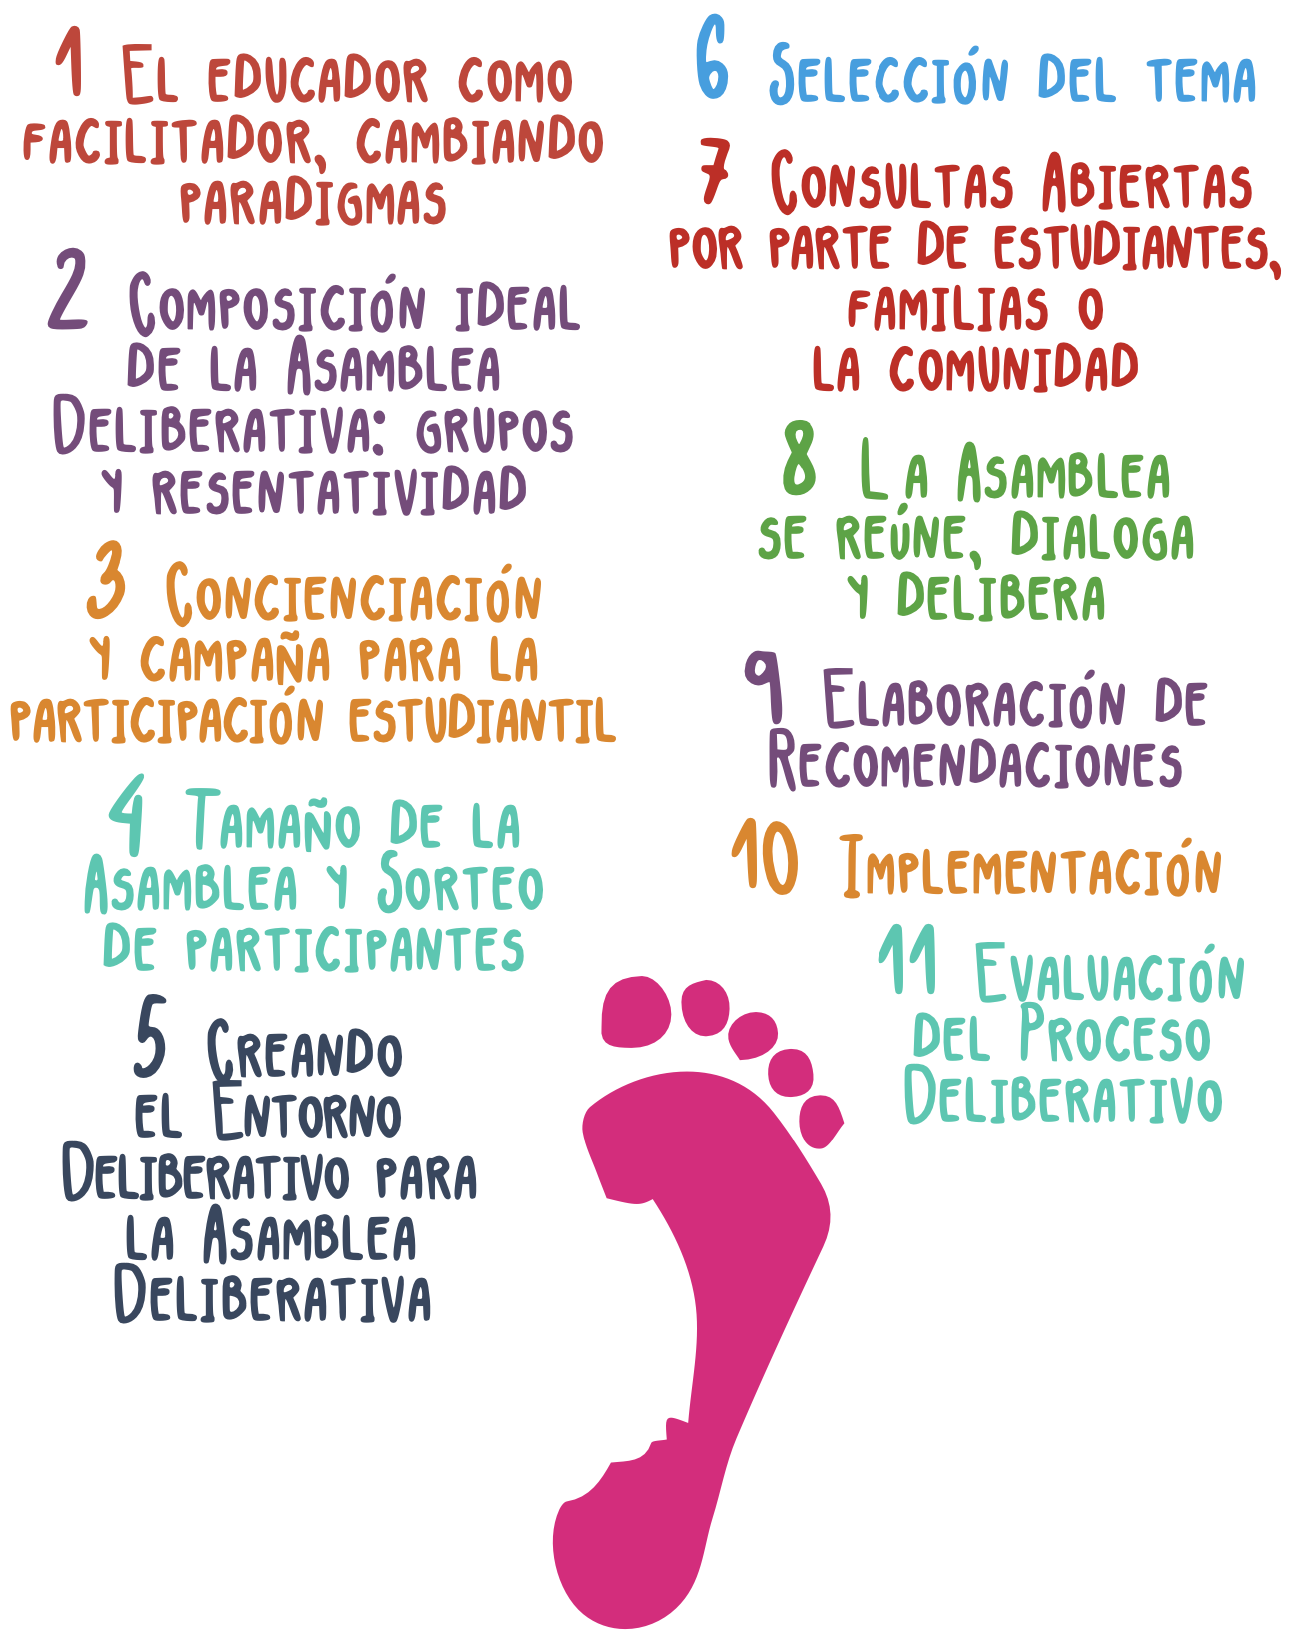 1 El educador como
facilitador, cambiando
paradigmas
2 Composición ideal
de la Asamblea
Deliberativa: grupos
y resentatividad
3 Concienciación
y campaña para la
participación estudiantil
4 Tamaño de la
Asamblea y Sorteo
de participantes
5 Creando
el Entorno
Deliberativo para
la Asamblea
Deliberativa
6 Selección del tema
7 Consultas Abiertas
por parte de estudiantes,
familias o
la comunidad
8 La Asamblea
se reúne, dialoga
y delibera
9 Elaboración de
Recomendaciones
10 Implementación
11 Evaluación
del Proceso
Deliberativo